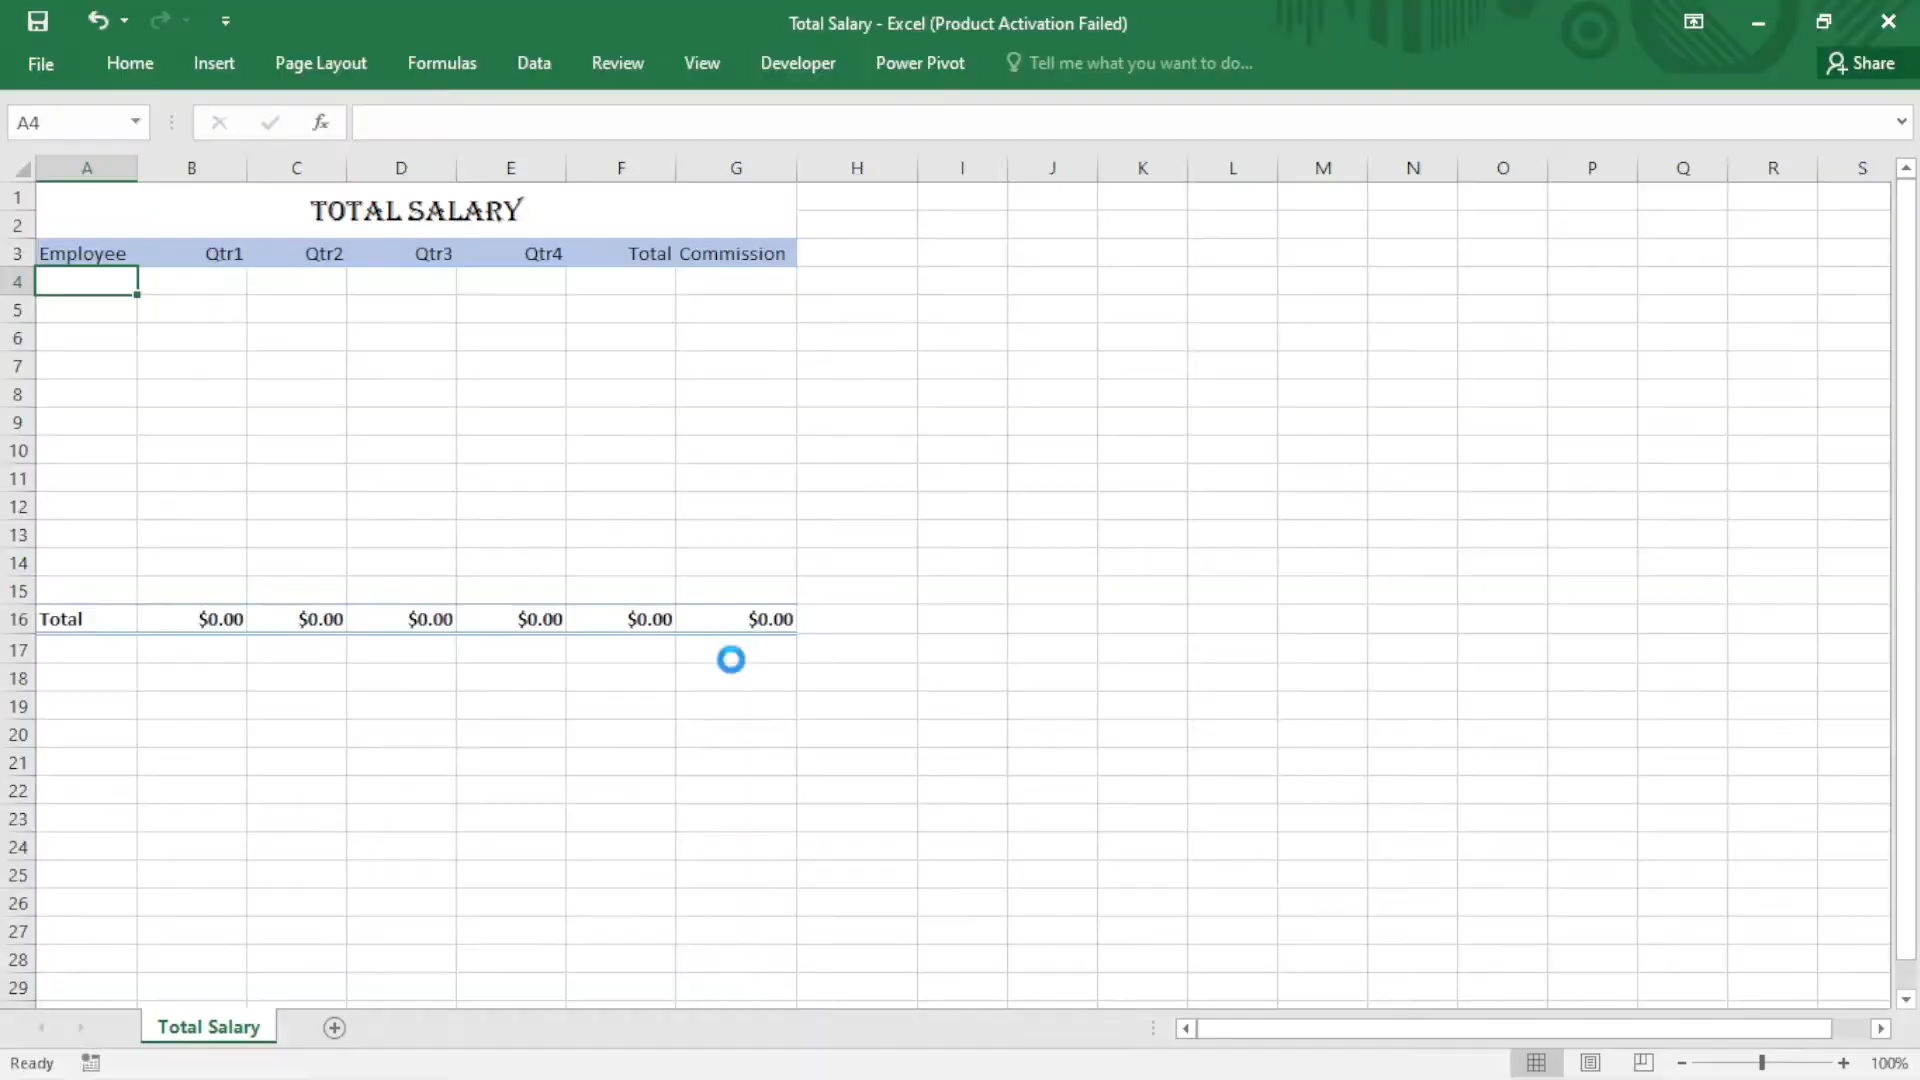 Total Salary - Excel (Product Activation Failed)
File Home Insert Page Layout Formulas Data Review View Developer Power Pivot Tell me what you want to do... Share
A4 fx
A B C D E F G H I J K L M N O P Q R S
1 TOTAL SALARY
2
3 Employee Qtr1 Qtr2 Qtr3 Qtr4 Total Commission
4
5
6
7
8
9
10
11
12
13
14
15
16 Total $0.00 $0.00 $0.00 $0.00 $0.00 $0.00
17
18
19
20
21
22
23
24
25
26
27
28
29
Total Salary
Ready 100%